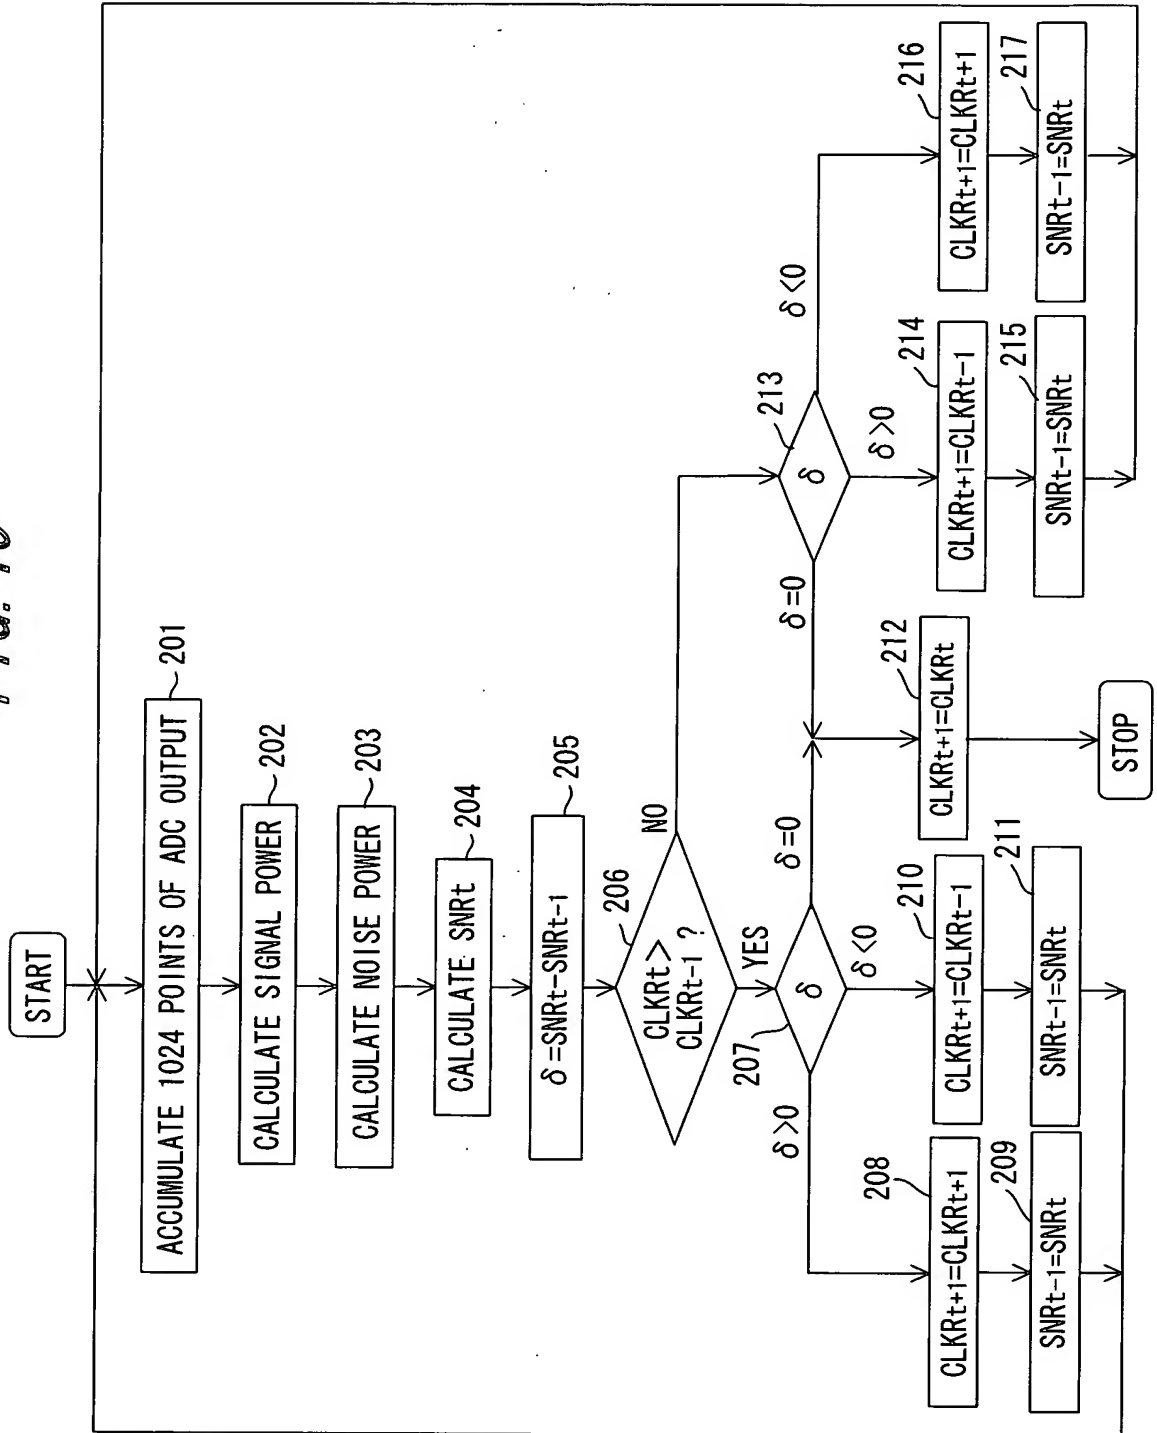 START
ACCUMULATE 1024 POINTS OF ADC OUTPUT
201
CALCULATE SIGNAL POWER
202
CALCULATE NOISE POWER
203
CALCULATE SNRt
204
δ=SNRt-SNRt-1
205
CLKRt>
CLKRt-1 ?
206
NO
YES
207
δ
δ>0
δ<0
δ=0
213
δ
δ=0
δ>0
δ<0
208
CLKRt+1=CLKRt+1
209
SNRt-1=SNRt
210
CLKRt+1=CLKRt-1
211
SNRt-1=SNRt
212
CLKRt+1=CLKRt
STOP
214
CLKRt+1=CLKRt-1
215
SNRt-1=SNRt
216
CLKRt+1=CLKRt+1
217
SNRt-1=SNRt